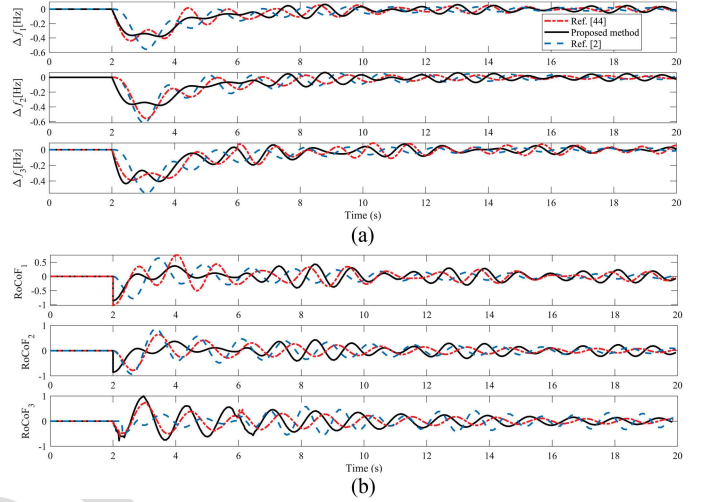 Δ f1[Hz]
0
-0.2
-0.4
-0.6
Ref. [44]
Proposed method
Ref. [2]
0 2 4 6 8 10 12 14 16 18 20
Δ f2[Hz]
0
-0.2
-0.4
-0.6
0 2 4 6 8 10 12 14 16 18 20
Δ f3[Hz]
0
-0.2
-0.4
0 2 4 6 8 10 12 14 16 18 20
Time (s)
(a)
RoCoF1
0.5
0
-0.5
-1
0 2 4 6 8 10 12 14 16 18 20
RoCoF2
1
0
-1
0 2 4 6 8 10 12 14 16 18 20
RoCoF3
1
0
-1
0 2 4 6 8 10 12 14 16 18 20
Time (s)
(b)